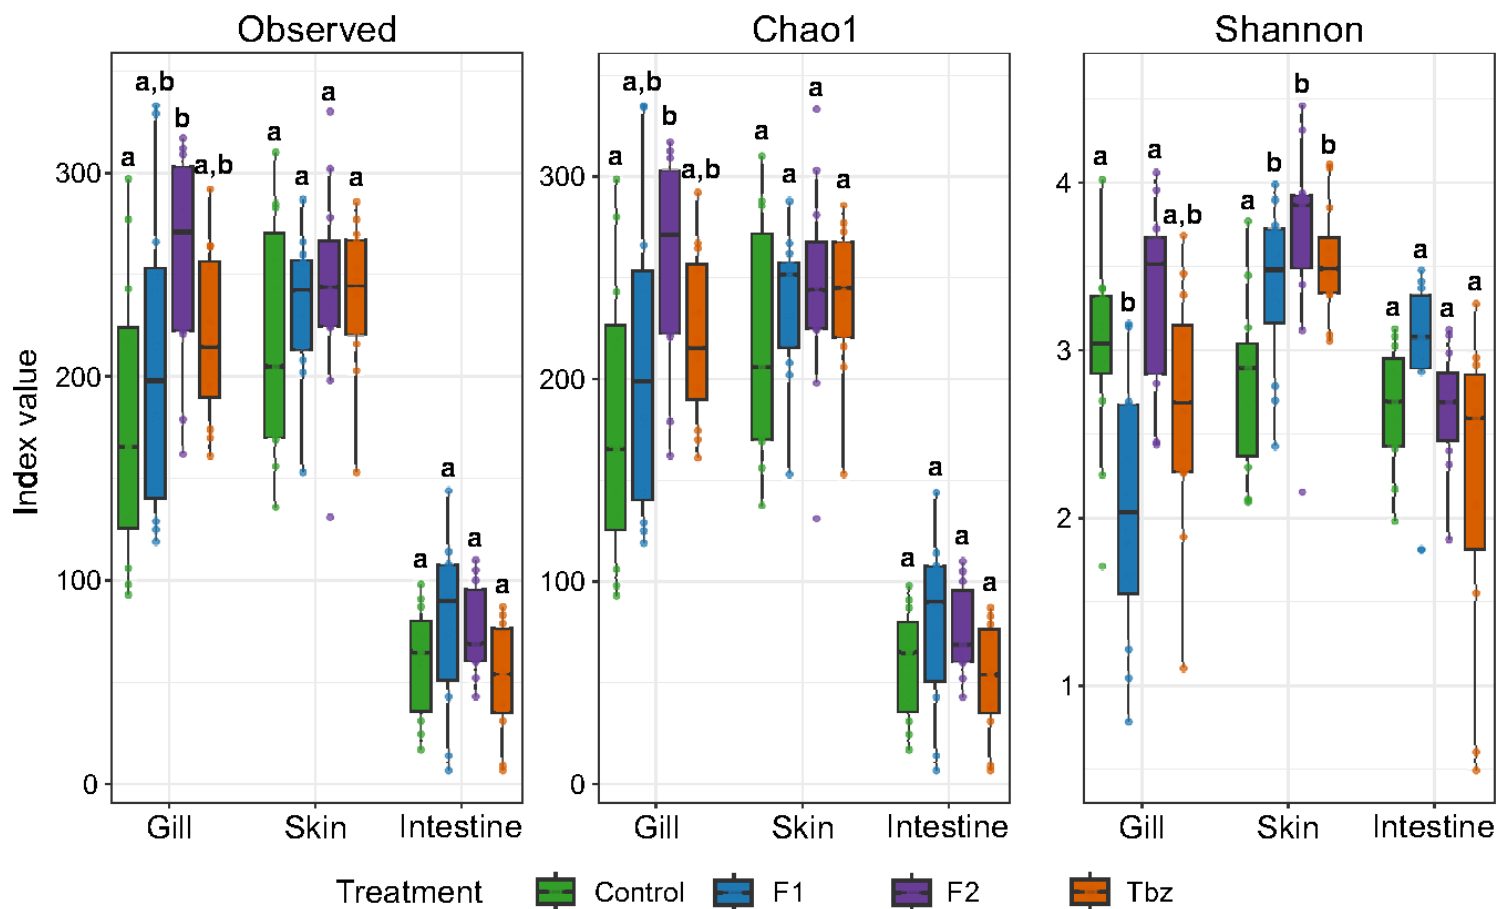 Observed
Chao1
Shannon
Index value
300
200
100
0
a
a,b
b
a,b
a
a
a
a
a
a
a
a
300
200
100
0
a
a,b
b
a,b
a
a
a
a
a
a
a
a
4
3
2
1
a
b
a
a,b
a
b
b
b
a
a
a
a
Gill Skin Intestine
Gill Skin Intestine
Gill Skin Intestine
Treatment Control F1 F2 Tbz